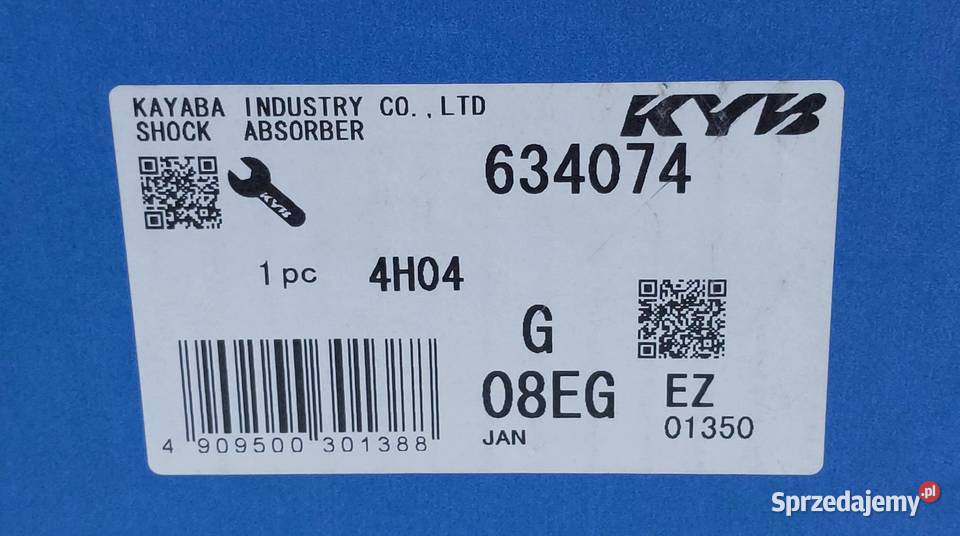 KAYABA INDUSTRY CO.,LTD
SHOCK ABSORBER
KYB
634074
KYB
1 pc 4H04
G
08EG EZ
JAN 01350
4 909500 301388
Sprzedajemy.pl